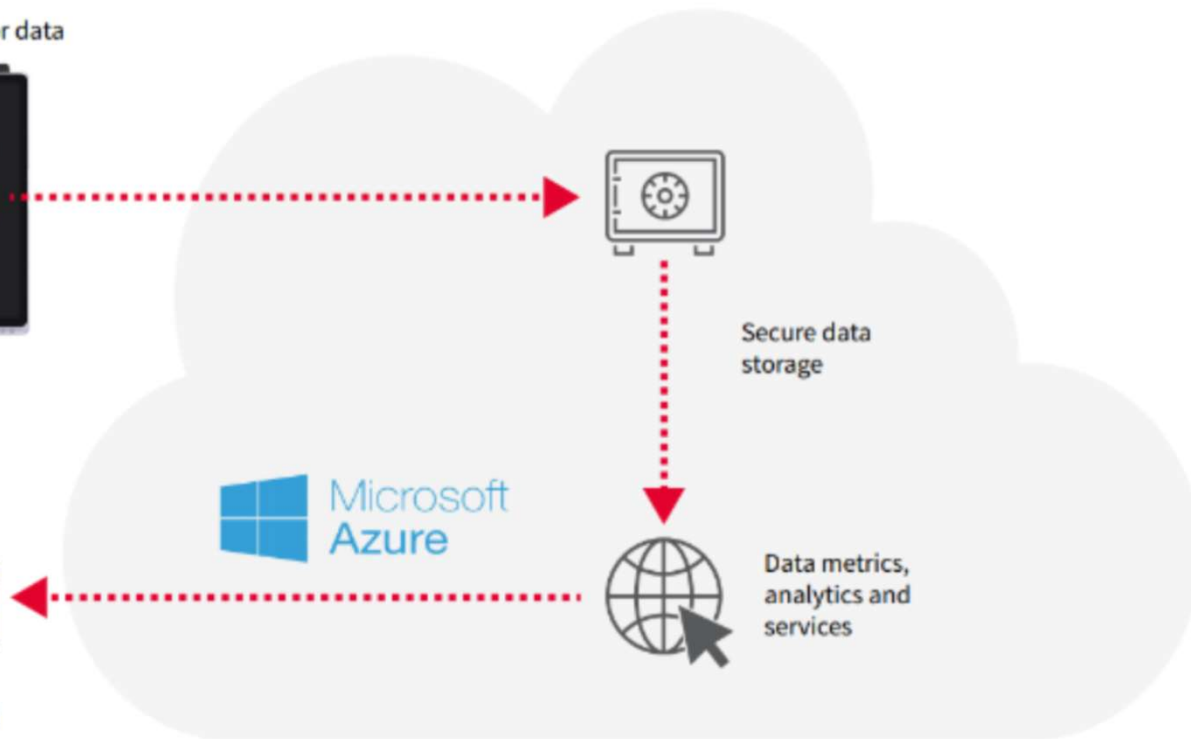 r data
Secure data
storage
Microsoft
Azure
Data metrics,
analytics and
services